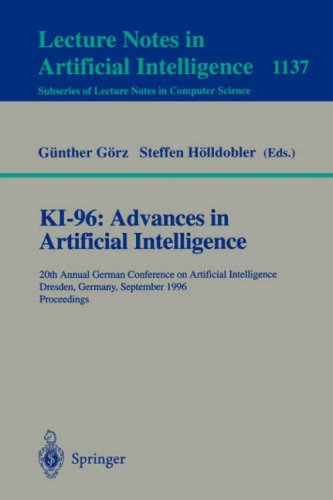 Lecture Notes in
Artificial Intelligence 1137
Subseries of Lecture Notes in Computer Science
Günther Görz Steffen Hölldobler (Eds.)
KI-96: Advances in
Artificial Intelligence
20th Annual German Conference on Artificial Intelligence
Dresden, Germany, September 1996
Proceedings
Springer